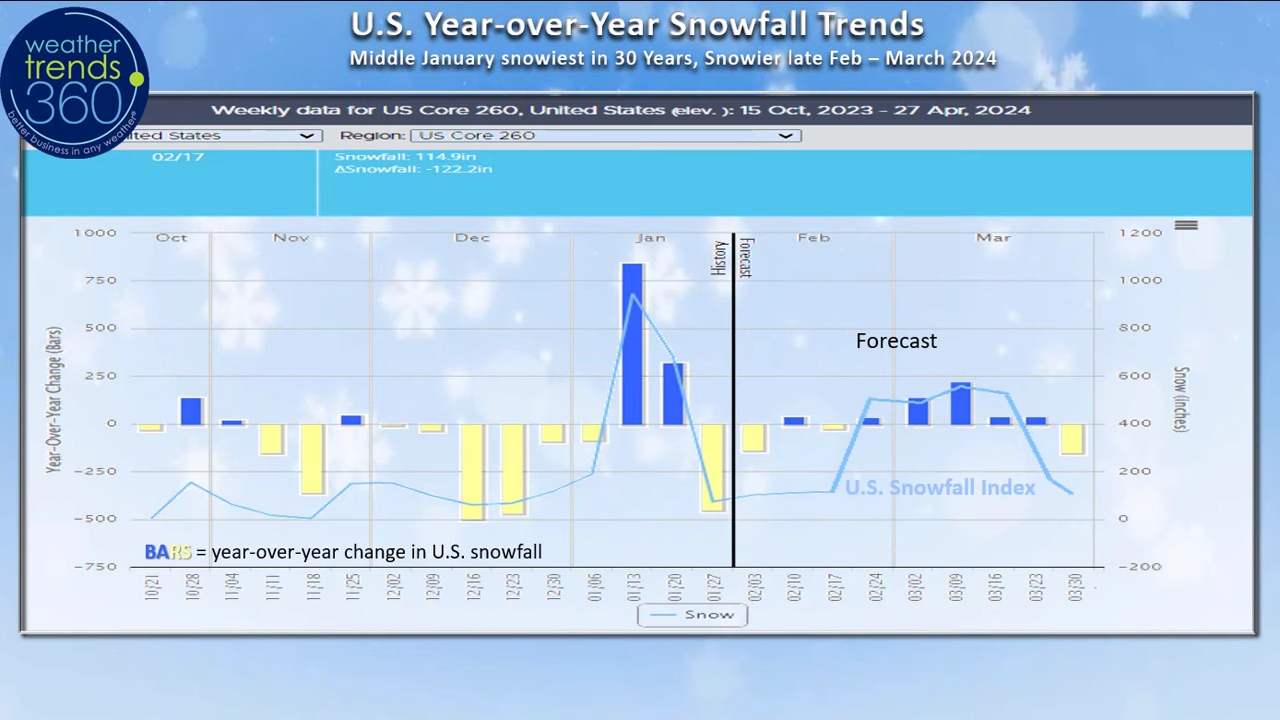 U.S. Year-over-Year Snowfall Trends
Middle January snowiest in 30 Years, Snowier late Feb – March 2024
weather
trends
360
better business in any weather®
Weekly data for US Core 260, United States (elev. ): 15 Oct, 2023 - 27 Apr, 2024
ited States
Region: US Core 260
02/17
Snowfall: 114.9in
ΔSnowfall: -122.2in
Oct Nov Dec Jan Feb Mar
History
Forecast
Year-Over-Year Change (Bars)
1000
750
500
250
0
-250
-500
-750
Snow (inches)
1200
1000
800
600
400
200
0
-200
Forecast
U.S. Snowfall Index
BARS = year-over-year change in U.S. snowfall
10/21 10/28 11/04 11/11 11/18 11/25 12/02 12/09 12/16 12/23 12/30 01/06 01/13 01/20 01/27 02/03 02/10 02/17 02/24 03/02 03/09 03/16 03/23 03/30
Snow